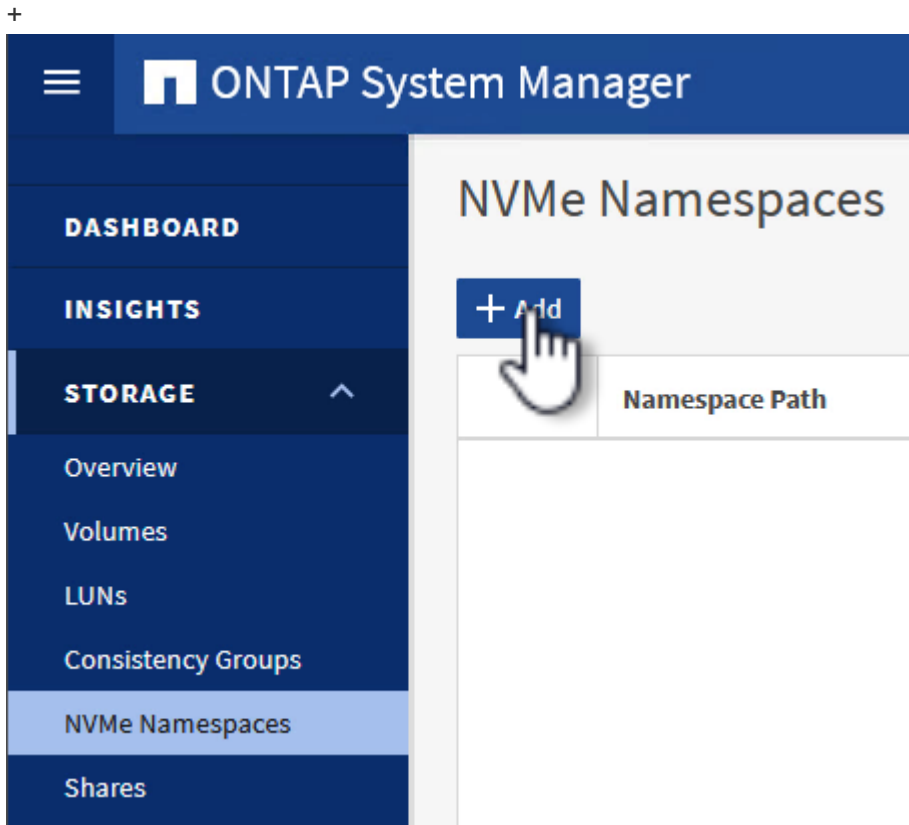 +
ONTAP System Manager
DASHBOARD
INSIGHTS
STORAGE
Overview
Volumes
LUNs
Consistency Groups
NVMe Namespaces
Shares
NVMe Namespaces
+ Add
Namespace Path